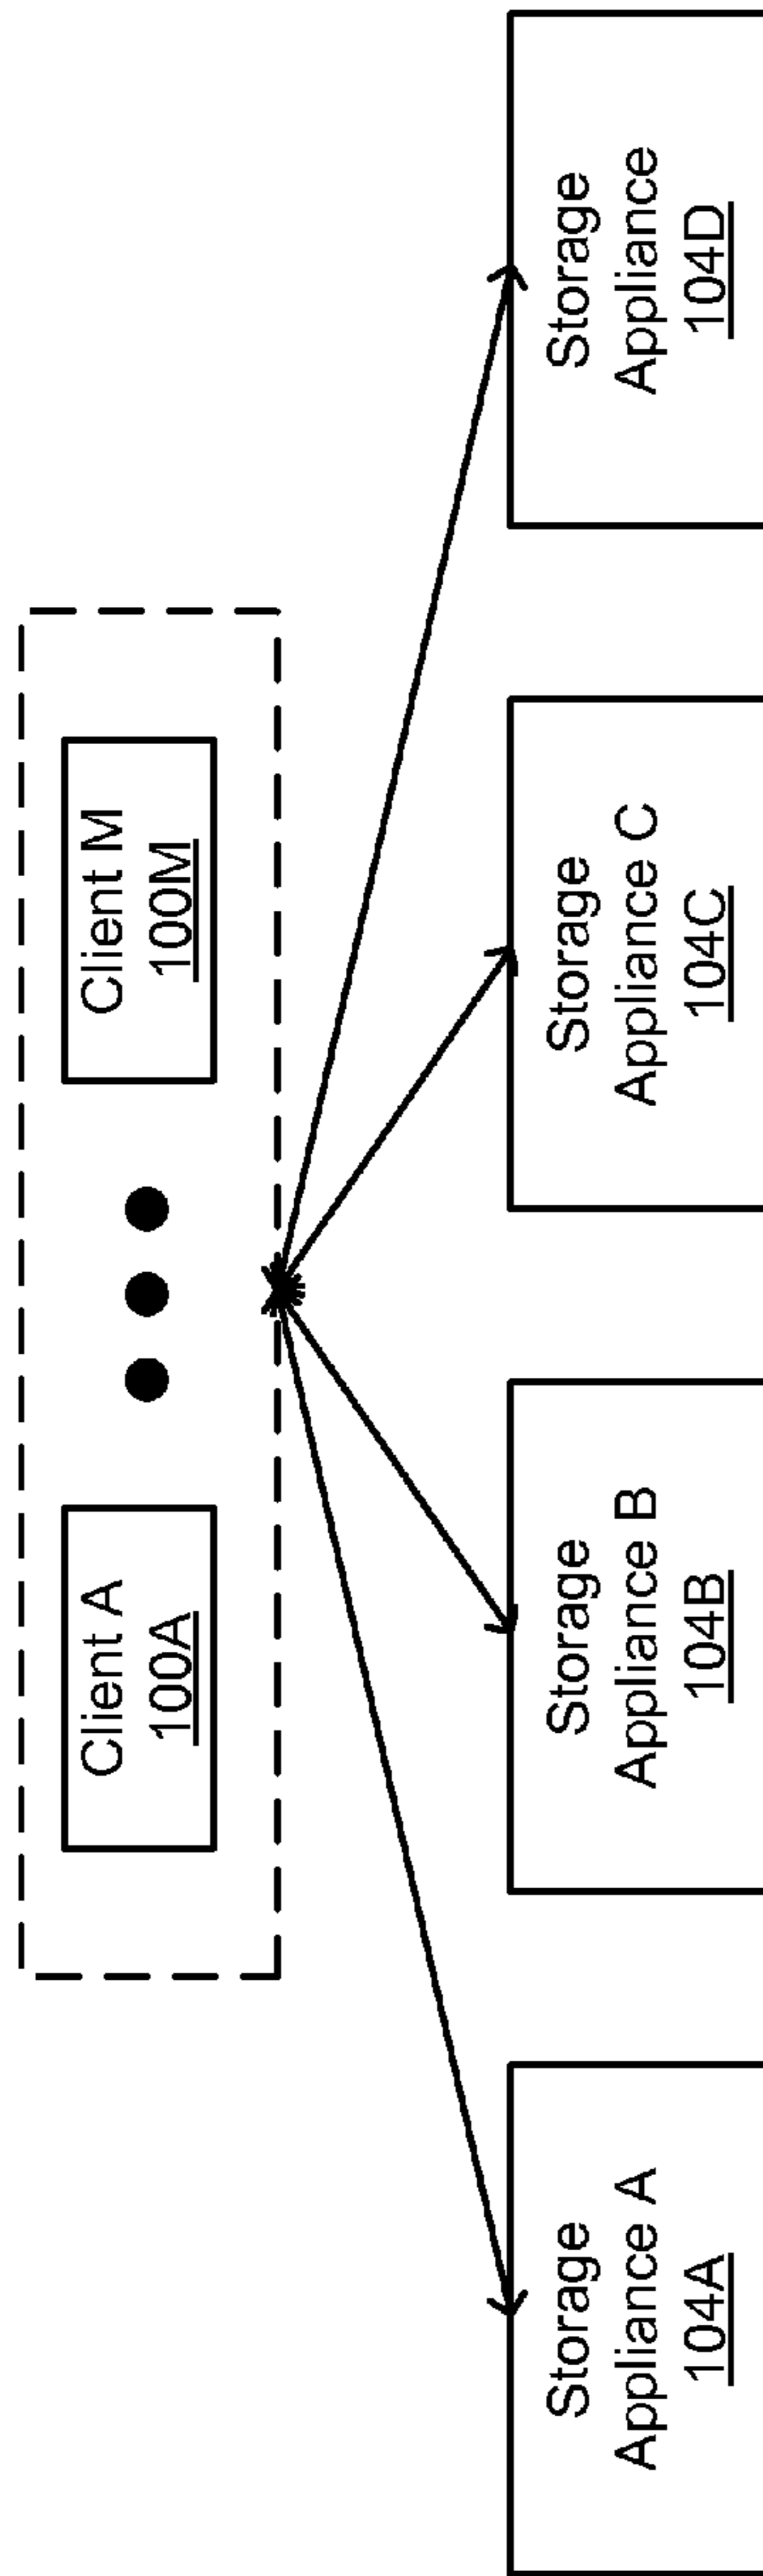 Client A
100A
Client M
100M
Storage
Appliance A
104A
Storage
Appliance B
104B
Storage
Appliance C
104C
Storage
Appliance
104D